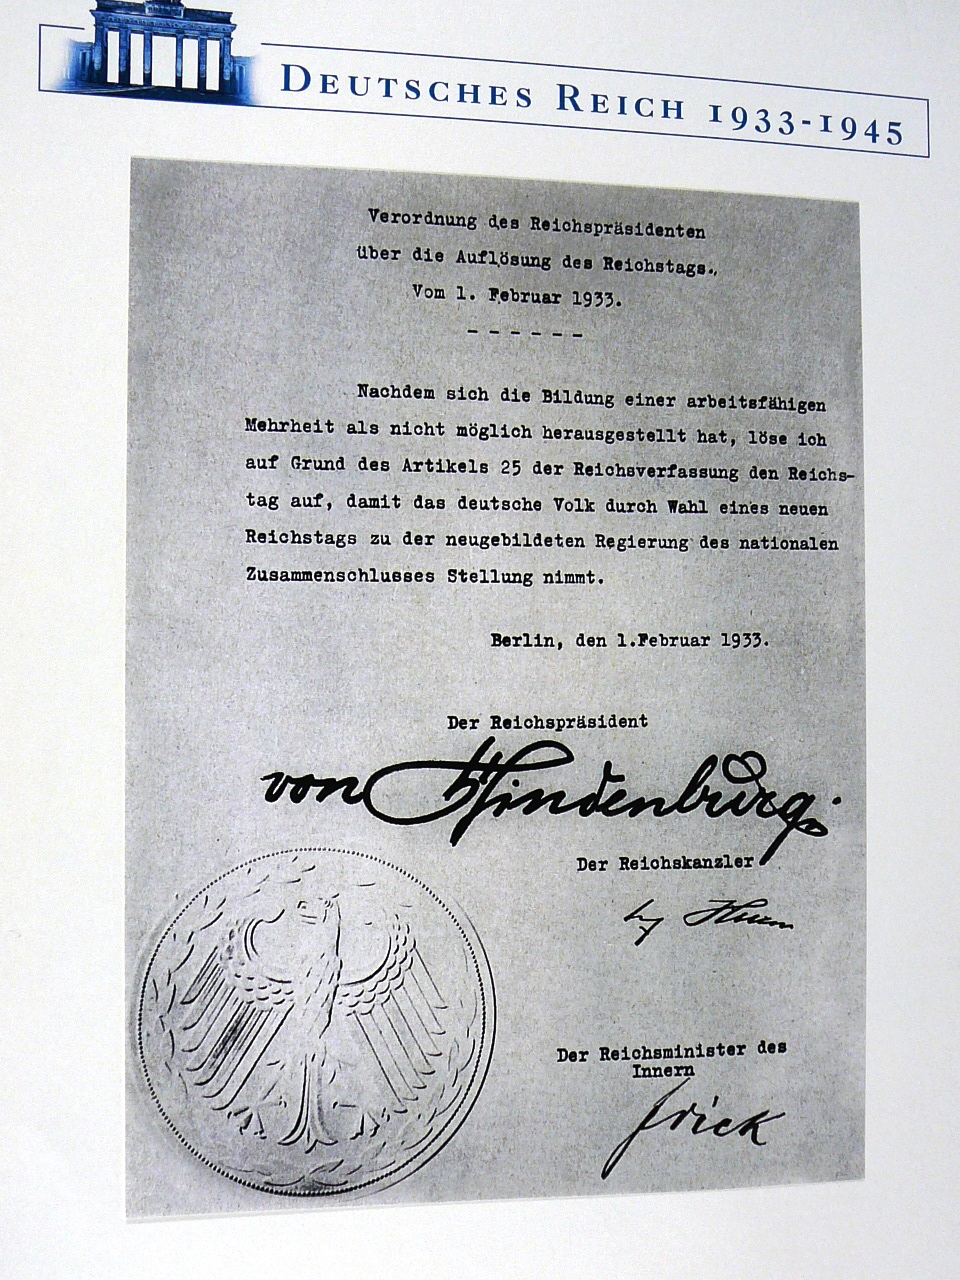 DEUTSCHES REICH 1933-1945
Verordnung des Reichspräsidenten
über die Auflösung des Reichstags.
Vom 1. Februar 1933.
------
Nachdem sich die Bildung einer arbeitsfähigen
Mehrheit als nicht möglich herausgestellt hat, löse ich
auf Grund des Artikels 25 der Reichsverfassung den Reichs-
tag auf, damit das deutsche Volk durch Wahl eines neuen
Reichstags zu der neugebildeten Regierung des nationalen
Zusammenschlusses Stellung nimmt.
Berlin, den 1.Februar 1933.
Der Reichspräsident
von Hindenburg
Der Reichskanzler
Der Reichsminister des
Innern
Frick